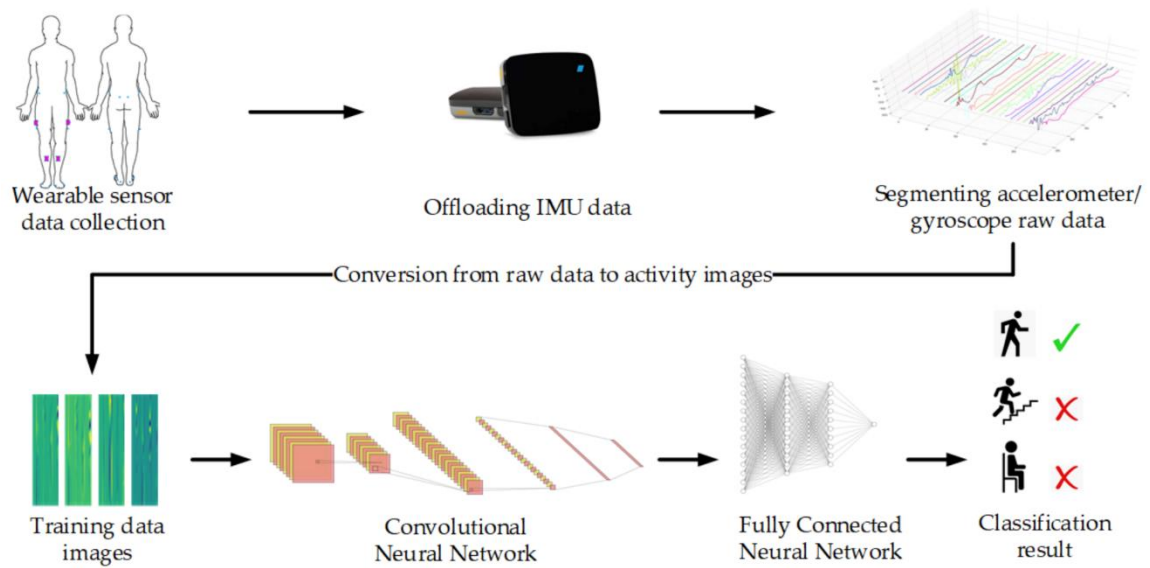 Wearable sensor
data collection
Offloading IMU data
Segmenting accelerometer/
gyroscope raw data
Conversion from raw data to activity images
Training data
images
Convolutional
Neural Network
Fully Connected
Neural Network
Classification
result